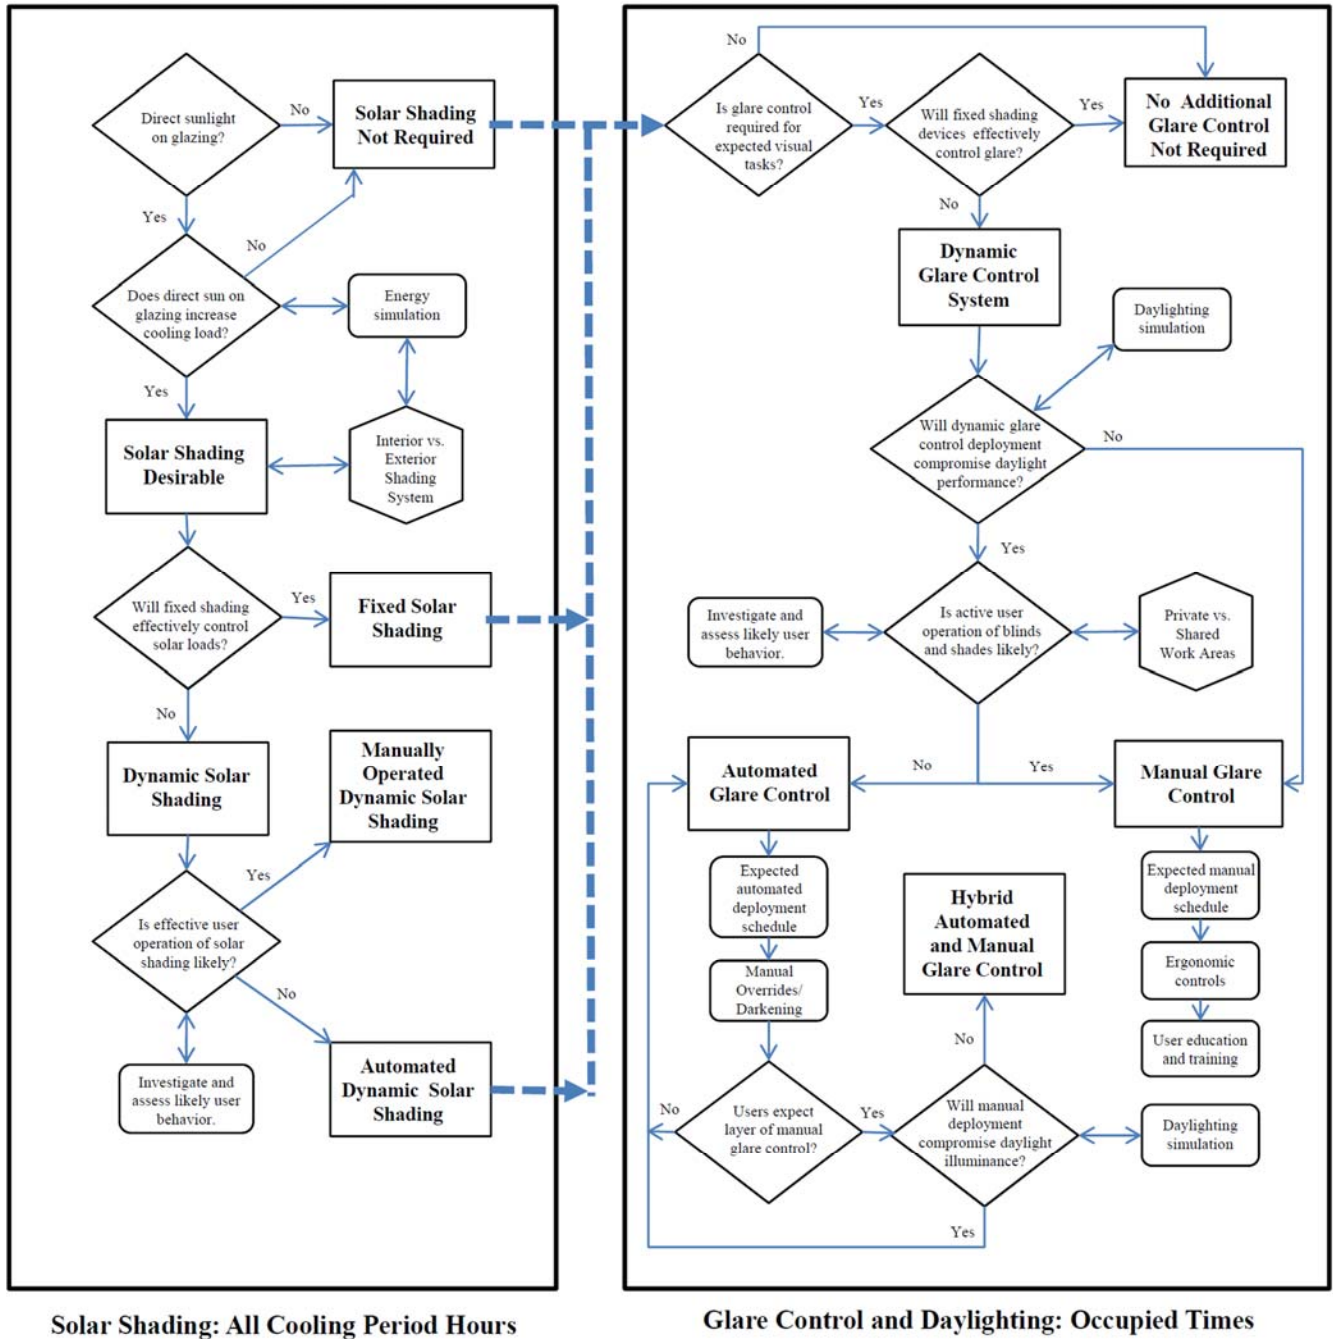 Direct sunlight
on glazing?
No
Solar Shading
Not Required
Yes
No
Does direct sun on
glazing increase
cooling load?
Energy
simulation
Yes
Solar Shading
Desirable
Interior vs.
Exterior
Shading
System
Will fixed shading
effectively control
solar loads?
Yes
Fixed Solar
Shading
No
Dynamic Solar
Shading
Manually
Operated
Dynamic Solar
Shading
Yes
Is effective user
operation of solar
shading likely?
No
Investigate and
assess likely user
behavior.
Automated
Dynamic Solar
Shading
Solar Shading: All Cooling Period Hours
No
Is glare control
required for
expected visual
tasks?
Yes
Will fixed shading
devices effectively
control glare?
Yes
No Additional
Glare Control
Not Required
No
Dynamic
Glare Control
System
Daylighting
simulation
Will dynamic glare
control deployment
compromise daylight
performance?
No
Yes
Investigate and
assess likely user
behavior.
Is active user
operation of blinds
and shades likely?
Private vs.
Shared
Work Areas
No
Yes
Automated
Glare Control
Manual Glare
Control
Expected
automated
deployment
schedule
Manual
Overrides/
Darkening
Hybrid
Automated
and Manual
Glare Control
Expected manual
deployment
schedule
Ergonomic
controls
User education
and training
No
No
Users expect
layer of manual
glare control?
Yes
Will manual
deployment
compromise daylight
illuminance?
Daylighting
simulation
Yes
Glare Control and Daylighting: Occupied Times